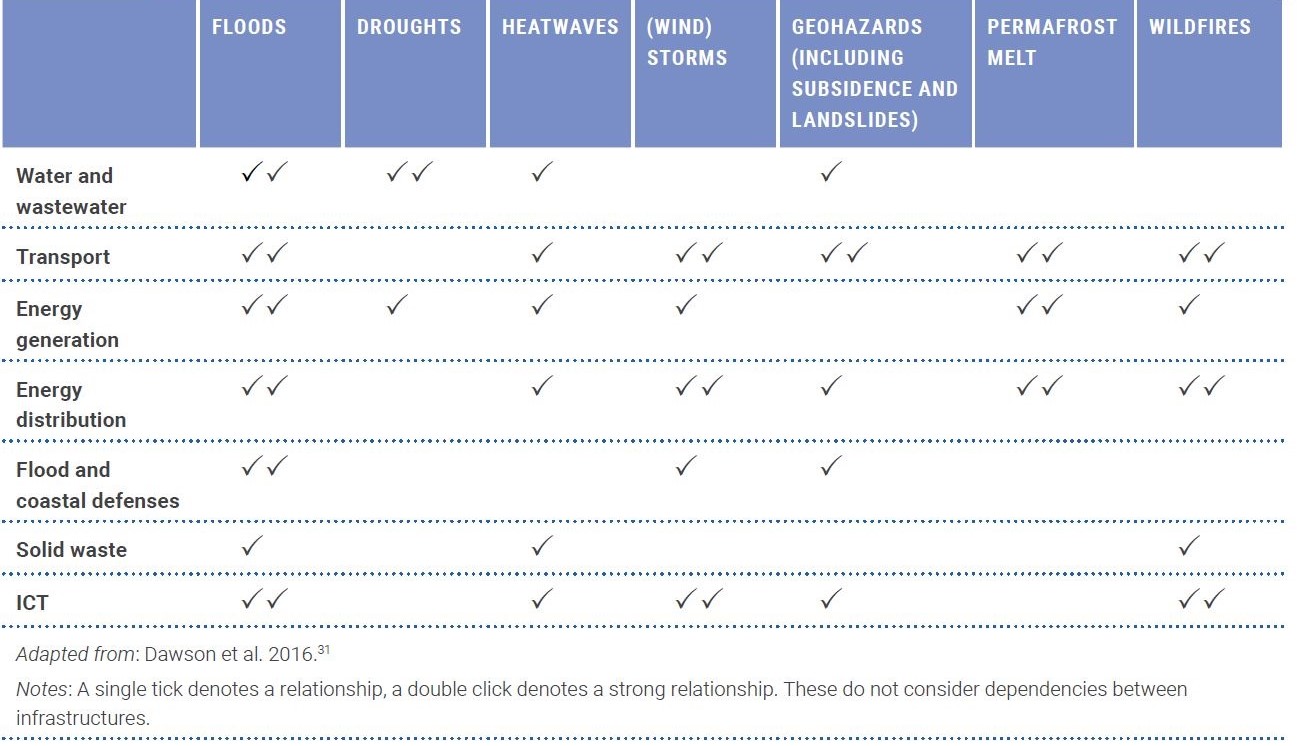 FLOODS DROUGHTS HEATWAVES (WIND) STORMS GEOHAZARDS (INCLUDING SUBSIDENCE AND LANDSLIDES) PERMAFROST MELT WILDFIRES
Water and wastewater ✓✓ ✓✓ ✓ ✓
Transport ✓✓ ✓ ✓✓ ✓✓ ✓✓ ✓✓
Energy generation ✓✓ ✓ ✓ ✓ ✓✓ ✓
Energy distribution ✓✓ ✓ ✓✓ ✓ ✓✓ ✓✓
Flood and coastal defenses ✓✓ ✓ ✓
Solid waste ✓ ✓ ✓
ICT ✓✓ ✓ ✓✓ ✓ ✓✓
Adapted from: Dawson et al. 2016.31
Notes: A single tick denotes a relationship, a double click denotes a strong relationship. These do not consider dependencies between
infrastructures.